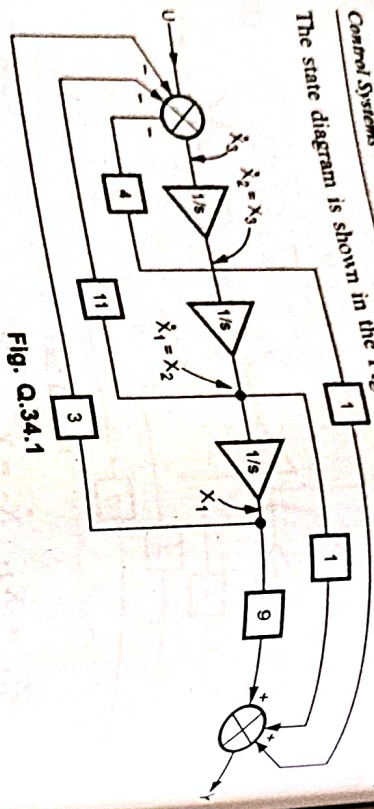 Control Systems
The state diagram is shown in the Fig
1
1
U
-
-
-
Ẋ3
1/s
Ẋ2 = X3
1/s
Ẋ1 = X2
1/s
X1
9
+
+
Y
4
11
3
Fig. Q.34.1